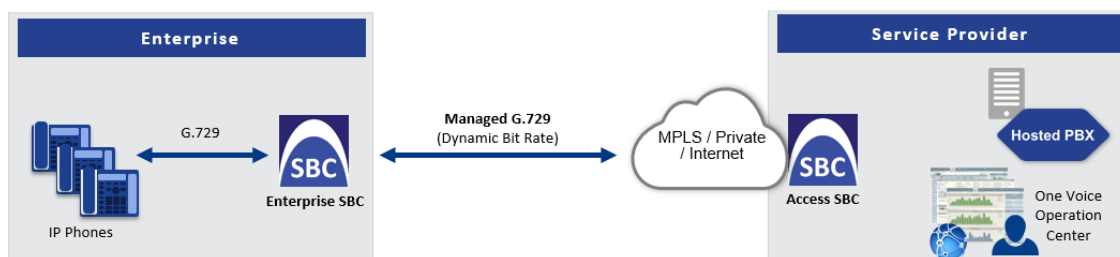 Enterprise
G.729
SBC
Enterprise SBC
IP Phones
Managed G.729
(Dynamic Bit Rate)
MPLS / Private
/ Internet
Service Provider
SBC
Access SBC
Hosted PBX
One Voice
Operation
Center